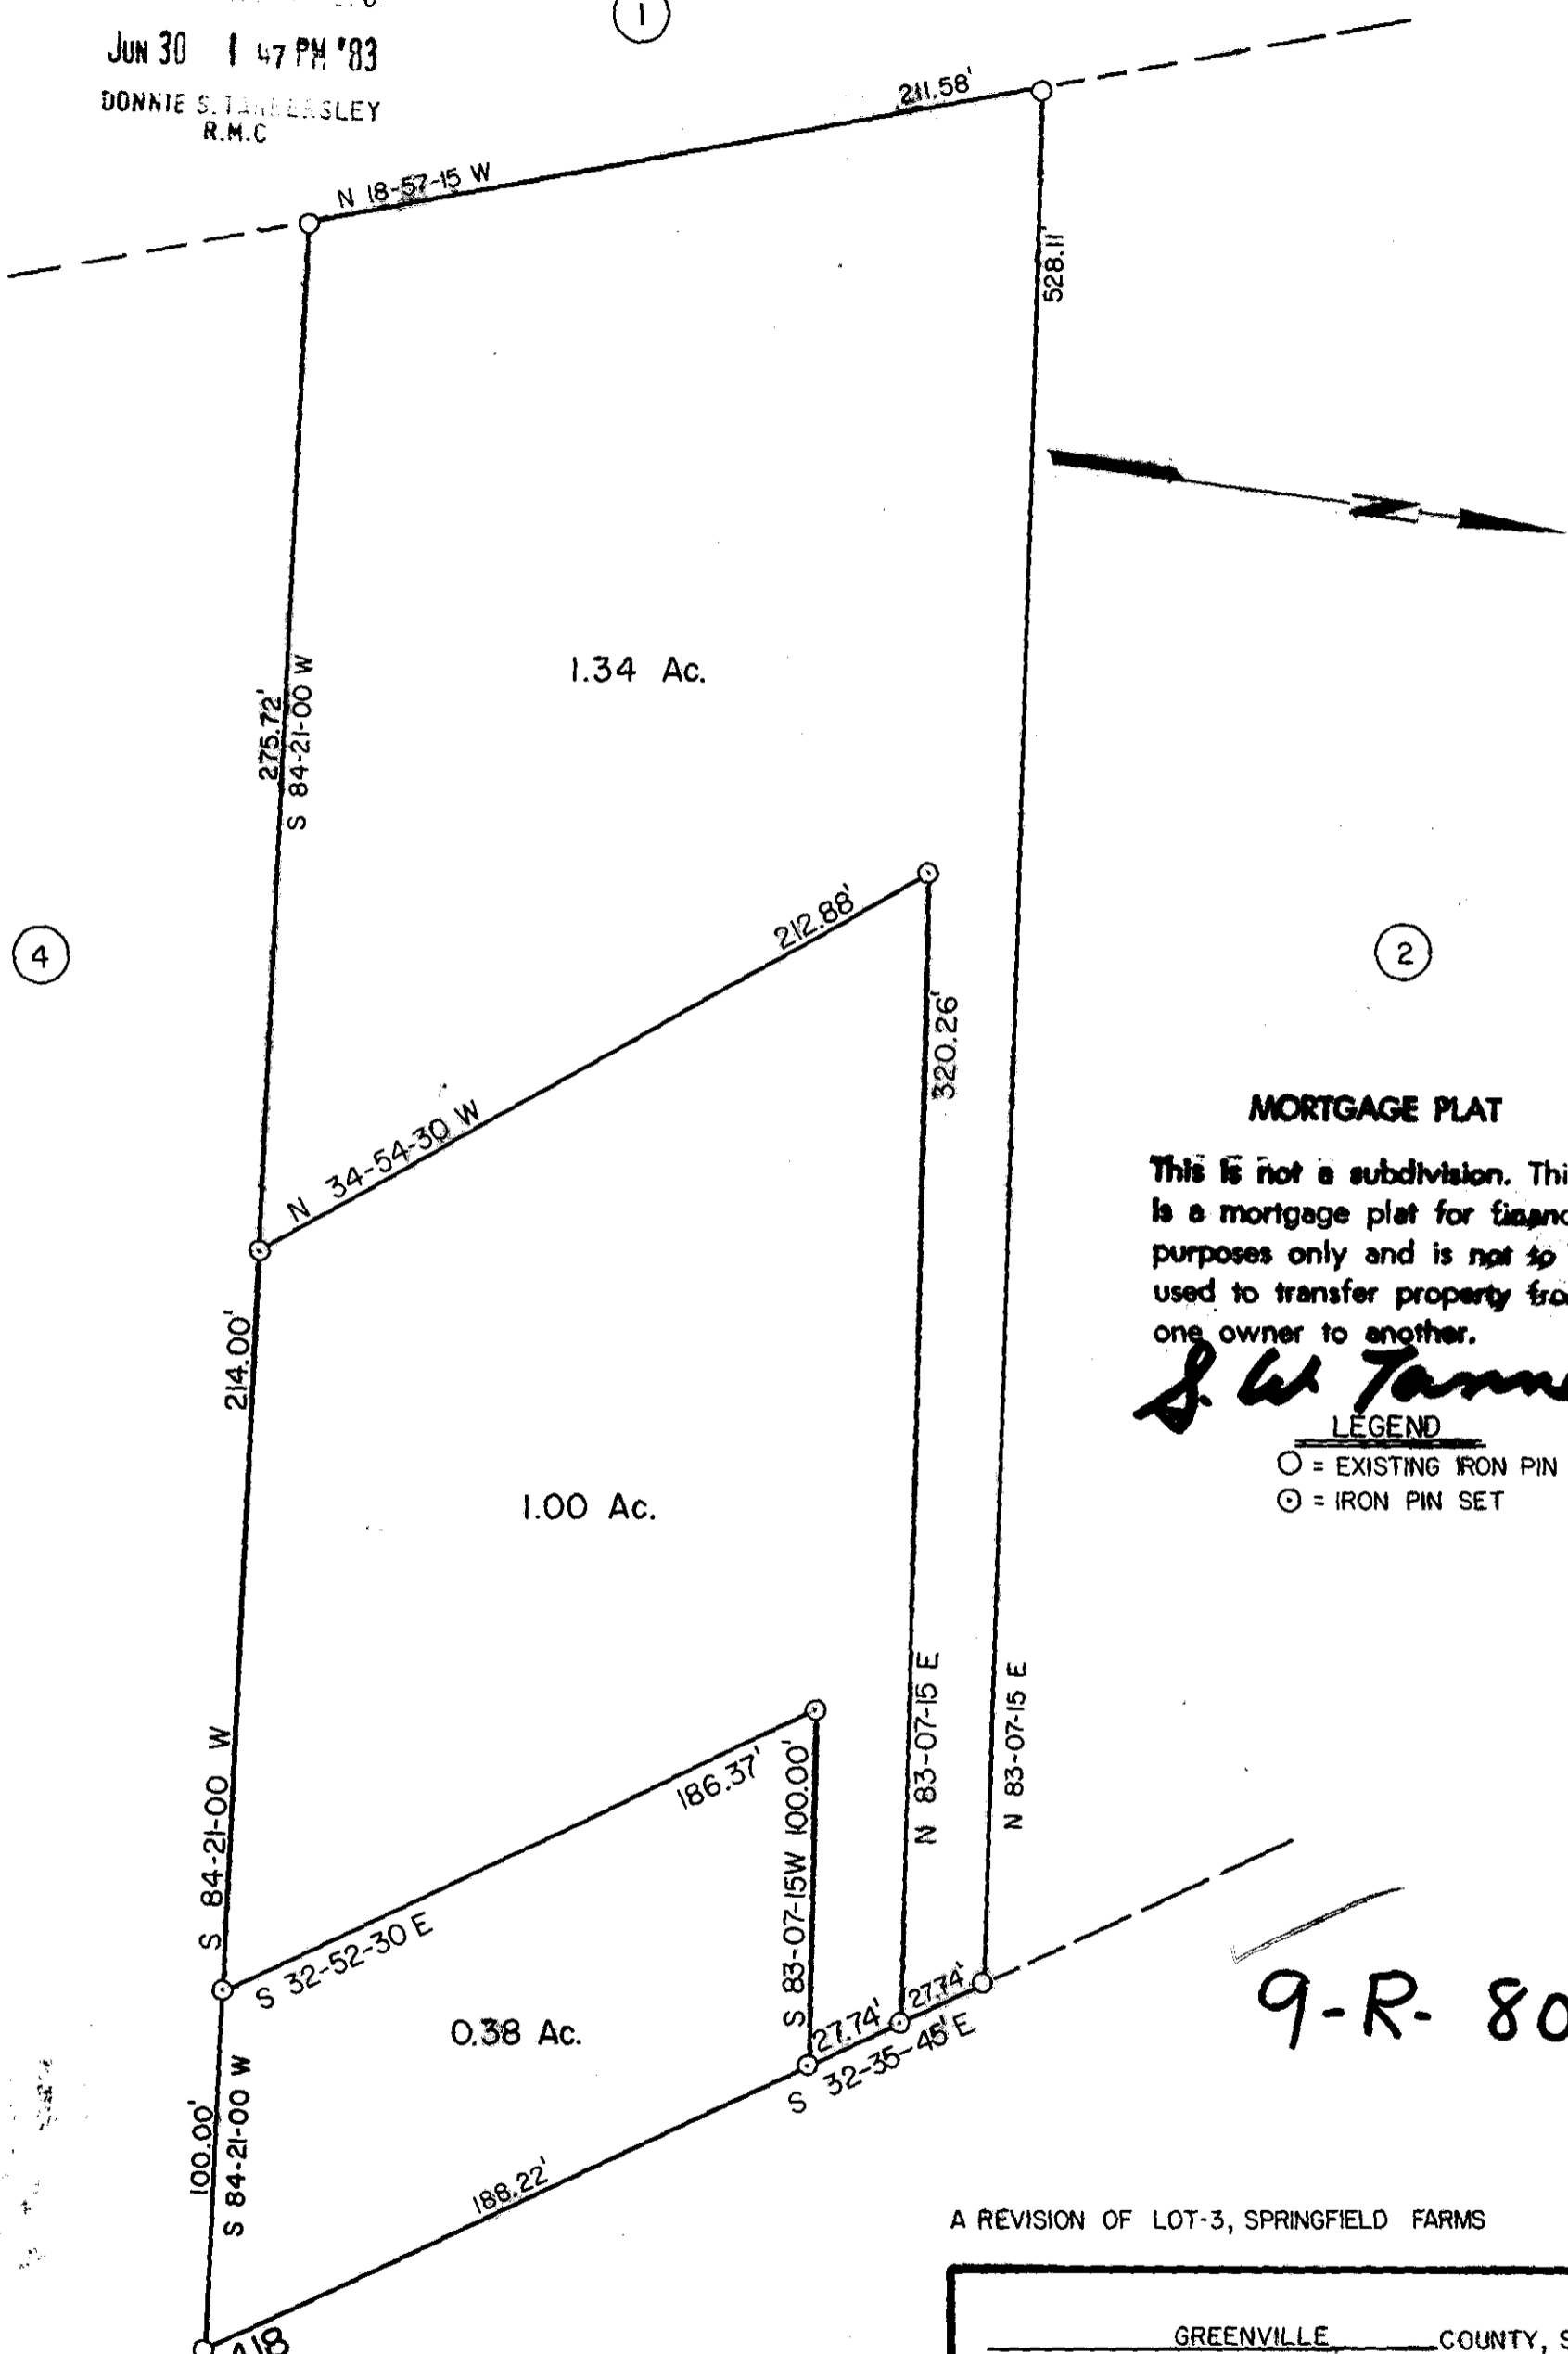 1
JUN 30 1 47 PM '83
DONNIE S. TANKERSLEY
R.M.C
211.58'
N 18-57-15 W
528.11'
275.72'
S 84-21-00 W
1.34 Ac.
N
4
212.88'
2
320.26'
N 34-54-30 W
MORTGAGE PLAT
This is not a subdivision. Thi
is a mortgage plat for financ
purposes only and is not to
used to transfer property fro
one owner to another.
S. W. Tann
LEGEND
O = EXISTING IRON PIN
⊙ = IRON PIN SET
214.00'
1.00 Ac.
N 83-07-15 E
N 83-07-15 E
S 84-21-00 W
186.37'
S 83-07-15W 100.00'
S 32-52-30 E
0.38 Ac.
27.74'
27.74'
S 32-35-45 E
9-R- 80
100.00'
S 84-21-00 W
188.22'
A REVISION OF LOT-3, SPRINGFIELD FARMS
GREENVILLE COUNTY, S